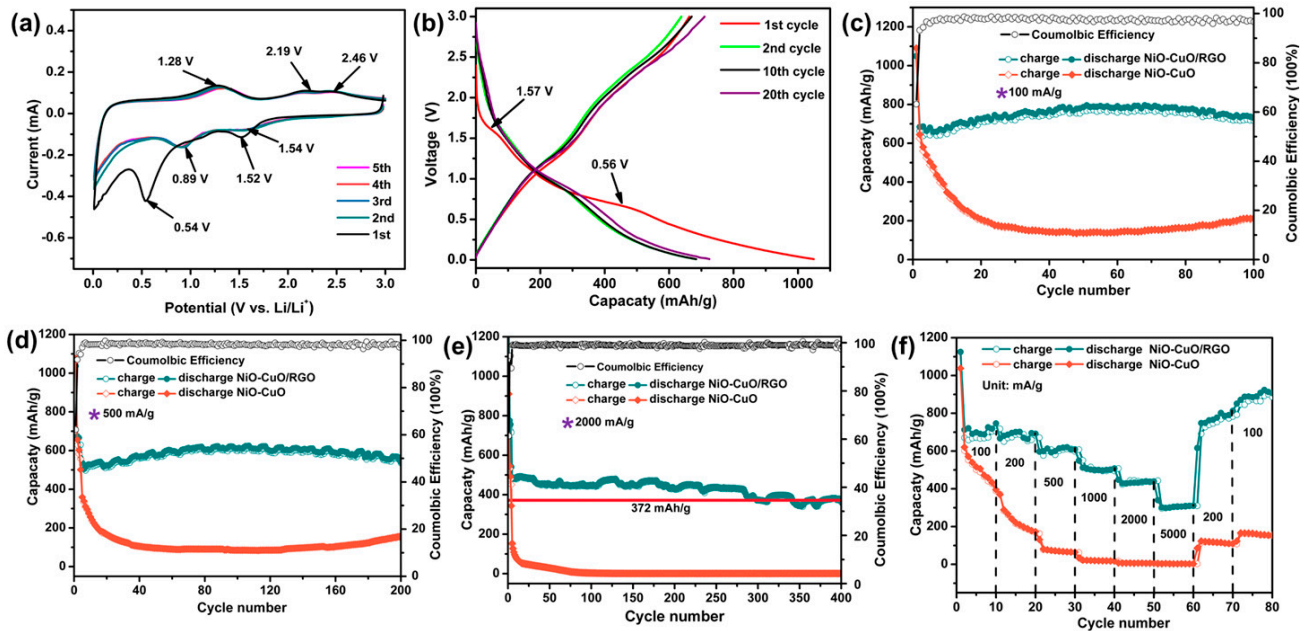 (a)
1.28 V
2.19 V
2.46 V
0.54 V
0.89 V
1.52 V
1.54 V
5th
4th
3rd
2nd
1st
Current (mA)
0.4
0.2
0.0
-0.2
-0.4
-0.6
0.0 0.5 1.0 1.5 2.0 2.5 3.0
Potential (V vs. Li/Li+)
(b)
1st cycle
2nd cycle
10th cycle
20th cycle
1.57 V
0.56 V
Voltage (V)
3.0
2.5
2.0
1.5
1.0
0.5
0.0
0 200 400 600 800 1000
Capacaty (mAh/g)
(c)
Coumolbic Efficiency
charge discharge NiO-CuO/RGO
charge discharge NiO-CuO
*100 mA/g
Capacaty (mAh/g)
1200
1000
800
600
400
200
0
0 20 40 60 80 100
Cycle number
100
80
60
40
20
0
Coumolbic Efficiency (100%)
(d)
Coumolbic Efficiency
charge discharge NiO-CuO/RGO
charge discharge NiO-CuO
*500 mA/g
Capacaty (mAh/g)
1200
1000
800
600
400
200
0
0 40 80 120 160 200
Cycle number
100
80
60
40
20
0
Coumolbic Efficiency (100%)
(e)
Coumolbic Efficiency
charge discharge NiO-CuO/RGO
charge discharge NiO-CuO
*2000 mA/g
372 mAh/g
Capacaty (mAh/g)
1200
1000
800
600
400
200
0
0 50 100 150 200 250 300 350 400
Cycle number
100
80
60
40
20
0
Coumolbic Efficiency (100%)
(f)
charge discharge NiO-CuO/RGO
charge discharge NiO-CuO
Unit: mA/g
100
200
500
1000
2000
5000
200
100
Capacaty (mAh/g)
1200
1000
800
600
400
200
0
0 10 20 30 40 50 60 70 80
Cycle number